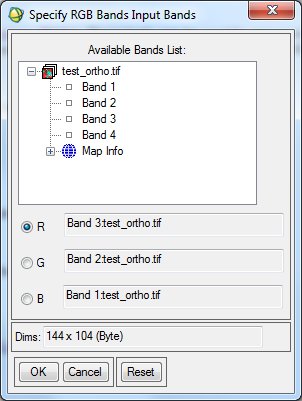 Specify RGB Bands Input Bands
Available Bands List:
test_ortho.tif
Band 1
Band 2
Band 3
Band 4
Map Info
R Band 3:test_ortho.tif
G Band 2:test_ortho.tif
B Band 1:test_ortho.tif
Dims: 144 x 104 (Byte)
OK Cancel Reset